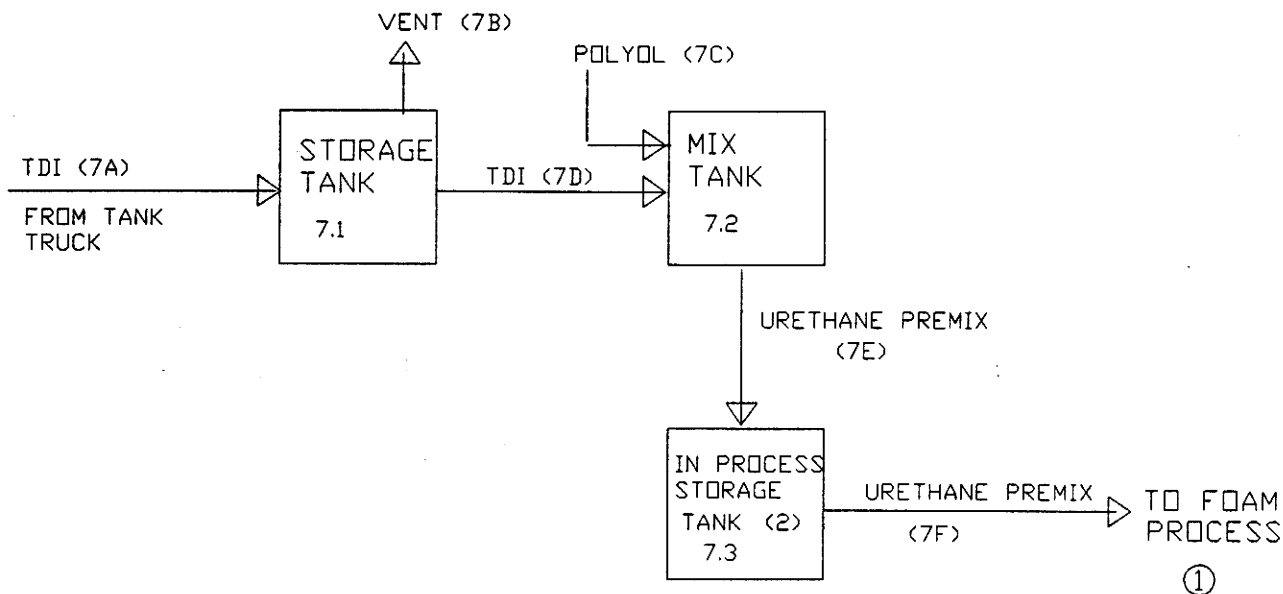 VENT (7B)
POLYOL (7C)
STORAGE
TANK
7.1
MIX
TANK
7.2
TDI (7A)
FROM TANK
TRUCK
TDI (7D)
URETHANE PREMIX
(7E)
IN PROCESS
STORAGE
TANK (2)
7.3
URETHANE PREMIX
(7F)
TO FOAM
PROCESS
1